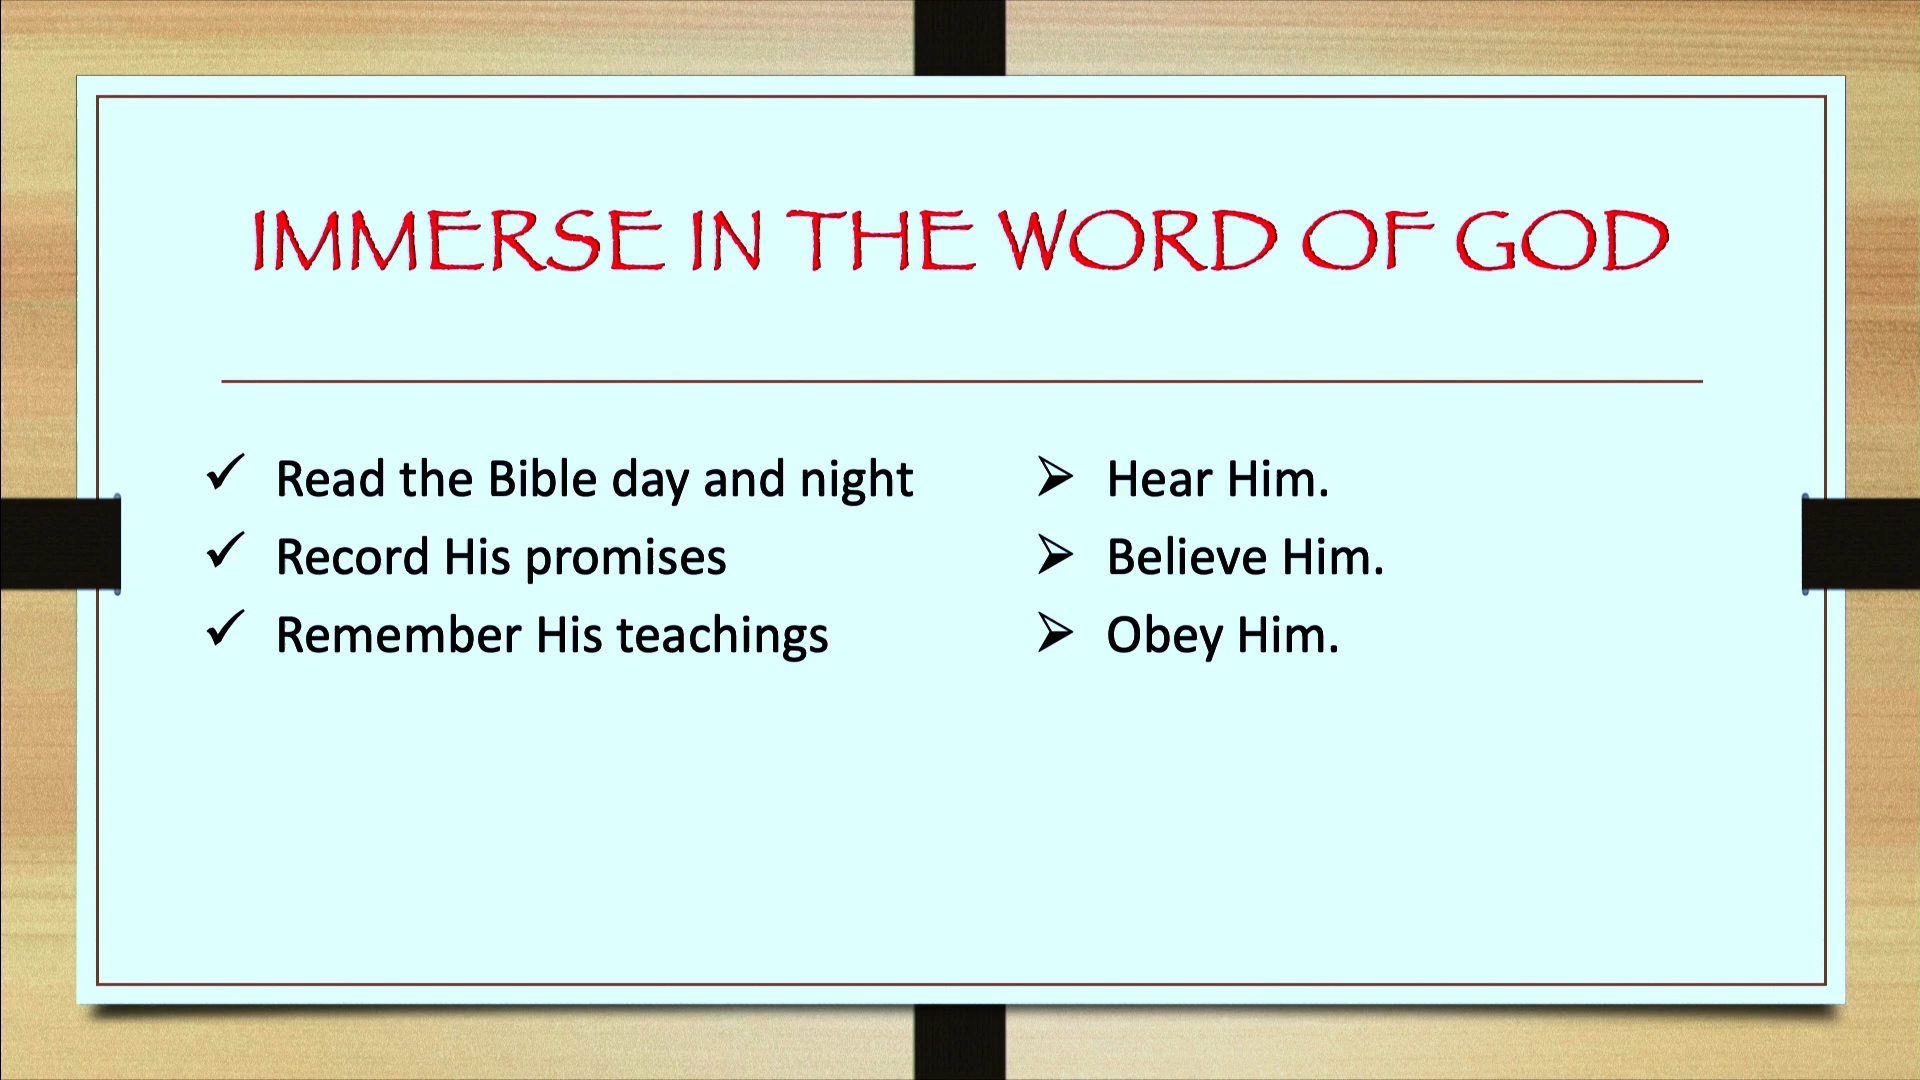 IMMERSE IN THE WORD OF GOD
✓ Read the Bible day and night
✓ Record His promises
✓ Remember His teachings
➢ Hear Him.
➢ Believe Him.
➢ Obey Him.